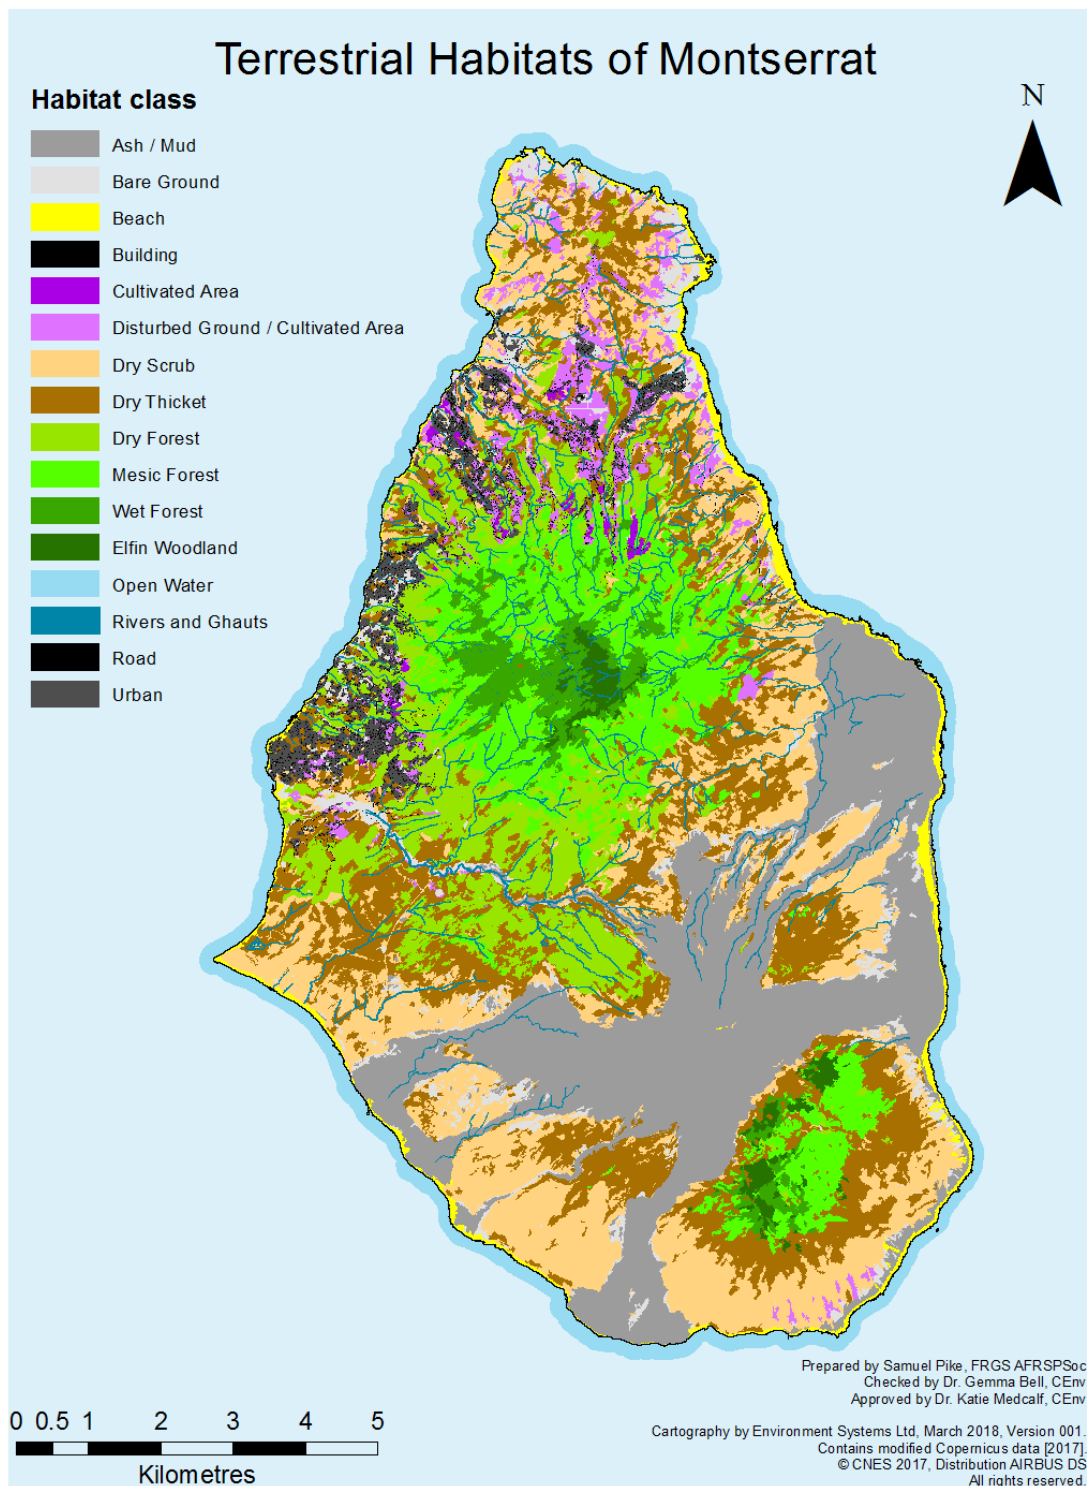 Terrestrial Habitats of Montserrat
Habitat class
N
Ash / Mud
Bare Ground
Beach
Building
Cultivated Area
Disturbed Ground / Cultivated Area
Dry Scrub
Dry Thicket
Dry Forest
Mesic Forest
Wet Forest
Elfin Woodland
Open Water
Rivers and Ghauts
Road
Urban
Prepared by Samuel Pike, FRGS AFRSPSoc
Checked by Dr. Gemma Bell, CEnv
Approved by Dr. Katie Medcalf, CEnv
0 0.5 1 2 3 4 5
Kilometres
Cartography by Environment Systems Ltd, March 2018, Version 001.
Contains modified Copernicus data [2017].
© CNES 2017, Distribution AIRBUS DS
All rights reserved.